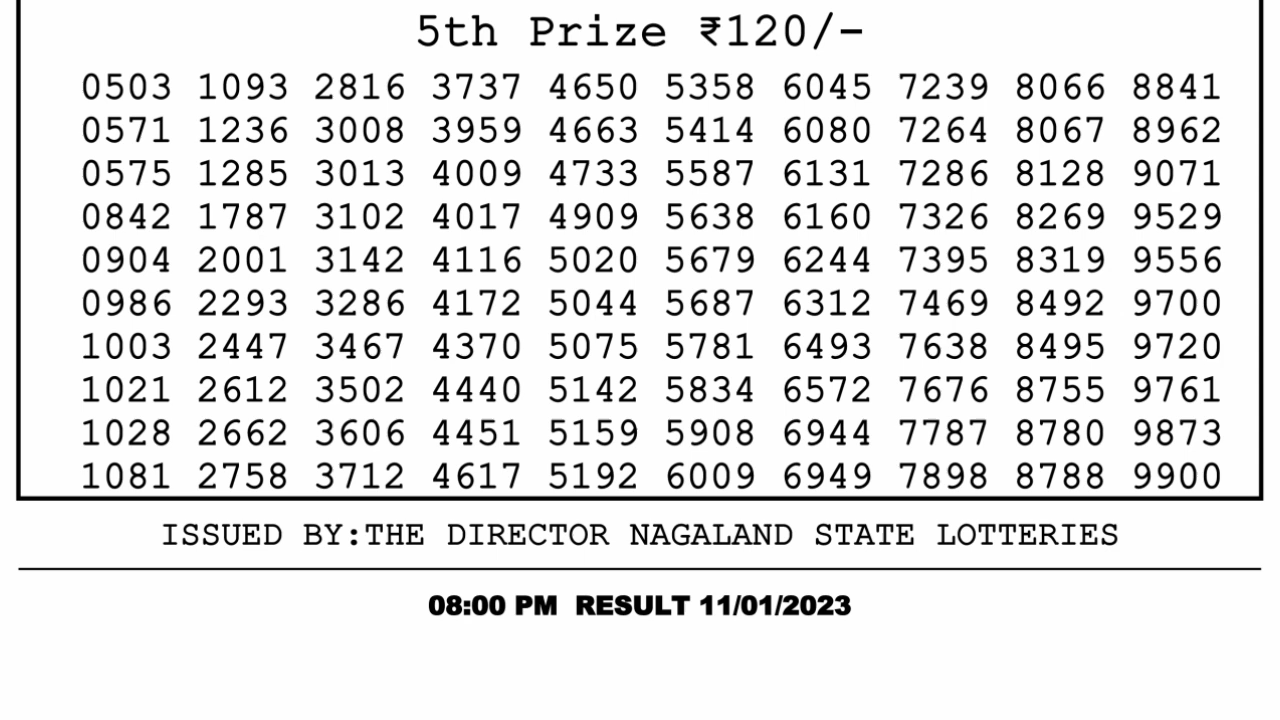 5th Prize ₹120/-
0503 1093 2816 3737 4650 5358 6045 7239 8066 8841
0571 1236 3008 3959 4663 5414 6080 7264 8067 8962
0575 1285 3013 4009 4733 5587 6131 7286 8128 9071
0842 1787 3102 4017 4909 5638 6160 7326 8269 9529
0904 2001 3142 4116 5020 5679 6244 7395 8319 9556
0986 2293 3286 4172 5044 5687 6312 7469 8492 9700
1003 2447 3467 4370 5075 5781 6493 7638 8495 9720
1021 2612 3502 4440 5142 5834 6572 7676 8755 9761
1028 2662 3606 4451 5159 5908 6944 7787 8780 9873
1081 2758 3712 4617 5192 6009 6949 7898 8788 9900
ISSUED BY:THE DIRECTOR NAGALAND STATE LOTTERIES
08:00 PM RESULT 11/01/2023